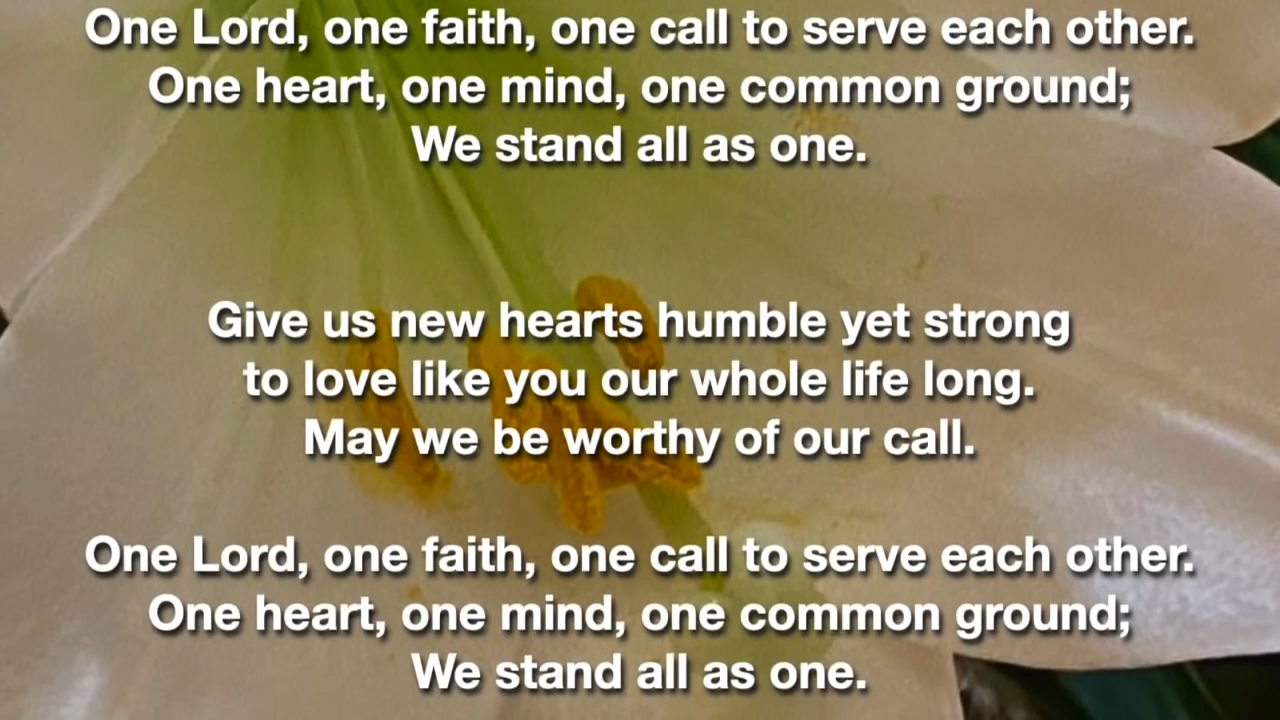 One Lord, one faith, one call to serve each other.
One heart, one mind, one common ground;
We stand all as one.
Give us new hearts humble yet strong
to love like you our whole life long.
May we be worthy of our call.
One Lord, one faith, one call to serve each other.
One heart, one mind, one common ground;
We stand all as one.